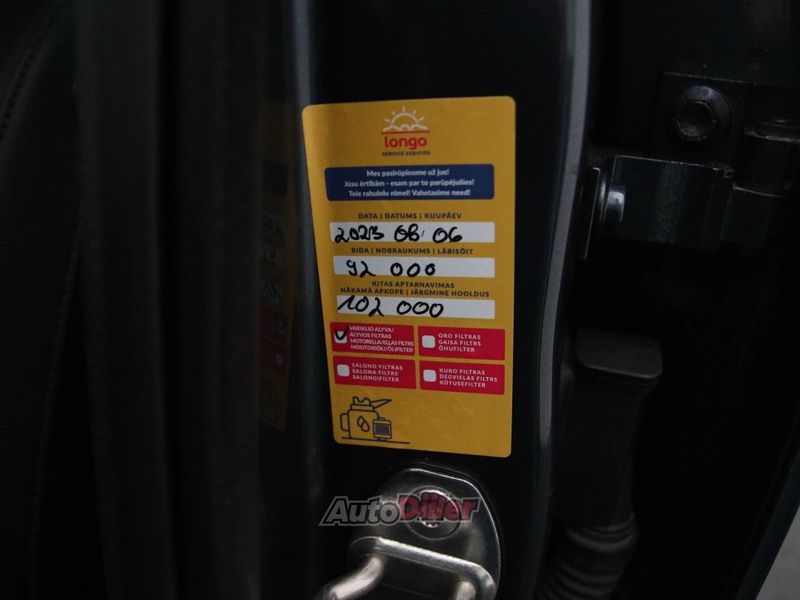 longo
SERVICE VERIFIED
Mes pasirūpinome už jus!
Jūsu ērtībām - esam par to parūpējušies!
Teie rahulolu nimel! Vahetasime need!
DATA | DATUMS | KUUPÄEV
2023 08 06
RIDA | NOBRAUKUMS | LÄBISÕIT
92 000
KITAS APTARNAVIMAS
NĀKAMĀ APKOPE | JÄRGMINE HOOLDUS
102 000
VARIKLIO ALYVA/
ALYVOS FILTRAS
MOTOREĻĻA/EĻĻAS FILTRS
MOOTORIÕLI/ÕLIFILTER
ORO FILTRAS
GAISA FILTRS
ÕHUFILTER
SALONO FILTRAS
SALONA FILTRS
SALONGIFILTER
KURO FILTRAS
DEGVIELAS FILTRS
KÜTUSEFILTER
AutoDiler